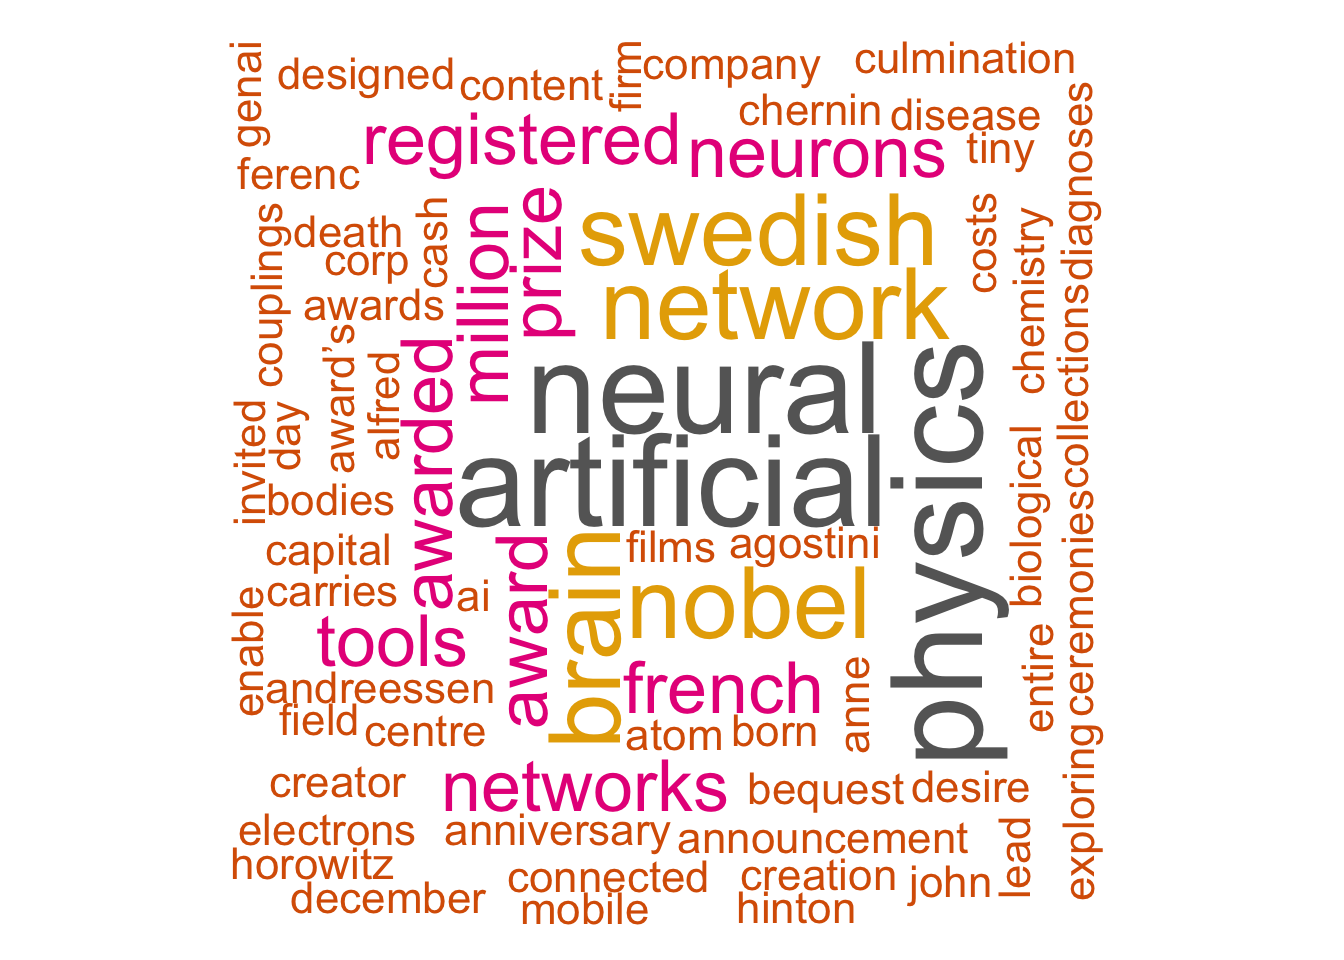 genai
designed
content
firm
company
culmination
chernin
disease
diagnoses
registered
neurons
tiny
ferenc
couplings
death
cash
corp
million
prize
swedish
costs
chemistry
awards
network
collections
award's
alfred
awarded
neural
physics
invited
day
artificial
biological
bodies
ceremonies
capital
award
brain
films
agostini
carries
ai
nobel
enable
tools
entire
andreessen
french
anne
field
centre
atom
born
exploring
creator
networks
bequest
desire
electrons
anniversary
announcement
lead
horowitz
connected
creation
john
december
mobile
hinton